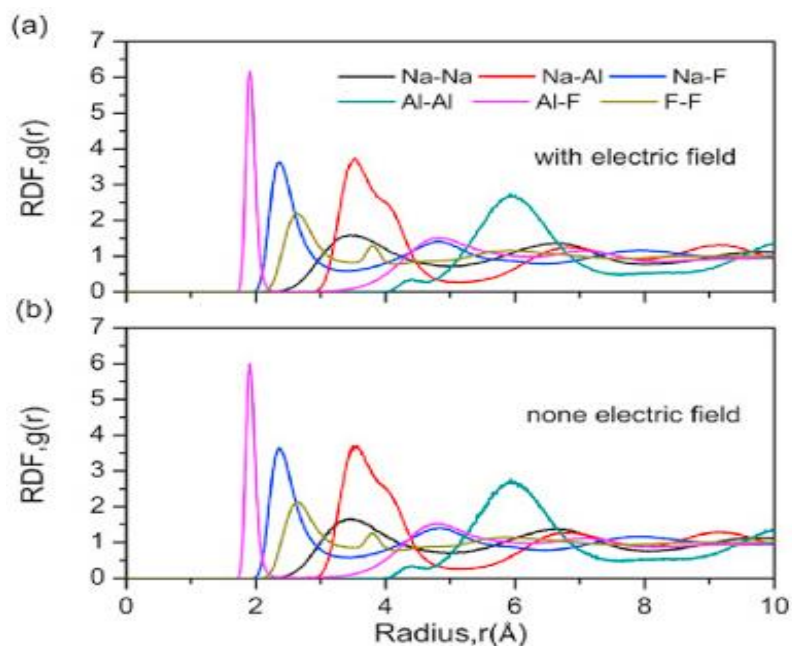 (a)
7
6
5
4
3
2
1
0
RDF,g(r)
Na-Na Na-Al Na-F
Al-Al Al-F F-F
with electric field
(b)
7
6
5
4
3
2
1
0
RDF,g(r)
none electric field
0 2 4 6 8 10
Radius,r(Å)